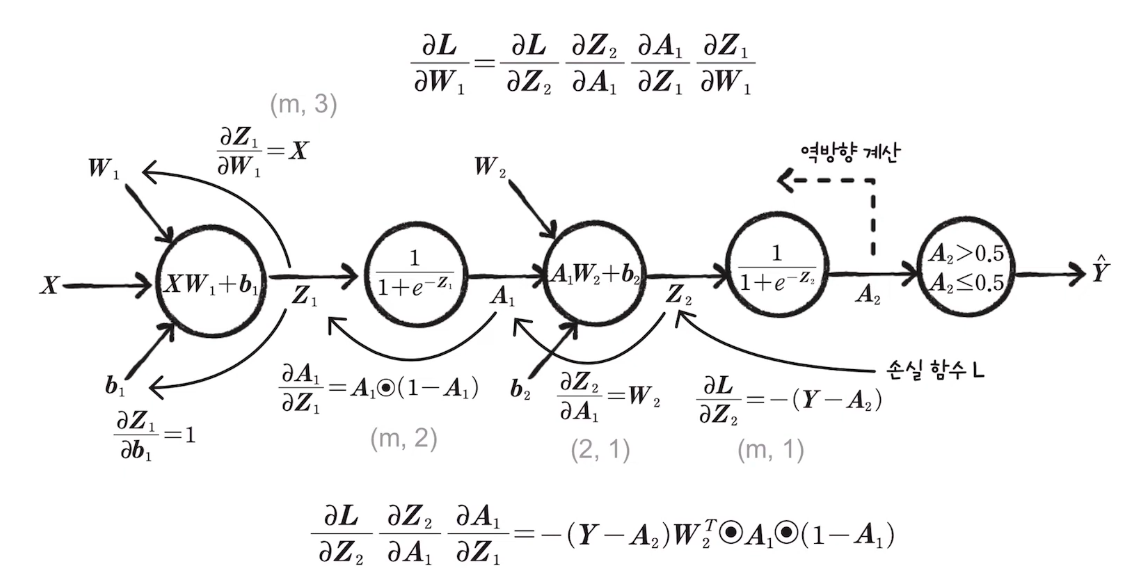 ∂L/∂W₁ = ∂L/∂Z₂ ∂Z₂/∂A₁ ∂A₁/∂Z₁ ∂Z₁/∂W₁
(m, 3)
∂Z₁/∂W₁ = X
역방향 계산
W₁
W₂
X
XW₁+b₁
Z₁
1/(1+e^(-Z₁))
A₁
A₁W₂+b₂
Z₂
1/(1+e^(-Z₂))
A₂
A₂>0.5
A₂≤0.5
Ŷ
b₁
∂Z₁/∂b₁ = 1
∂A₁/∂Z₁ = A₁⊙(1−A₁)
(m, 2)
b₂
∂Z₂/∂A₁ = W₂
(2, 1)
손실 함수 L
∂L/∂Z₂ = −(Y−A₂)
(m, 1)
∂L/∂Z₂ ∂Z₂/∂A₁ ∂A₁/∂Z₁ = −(Y−A₂)W₂ᵀ⊙A₁⊙(1−A₁)